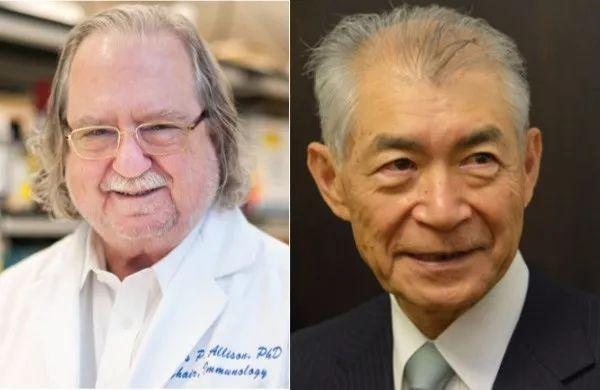 s P. Allison, PhD
hair, Immunology